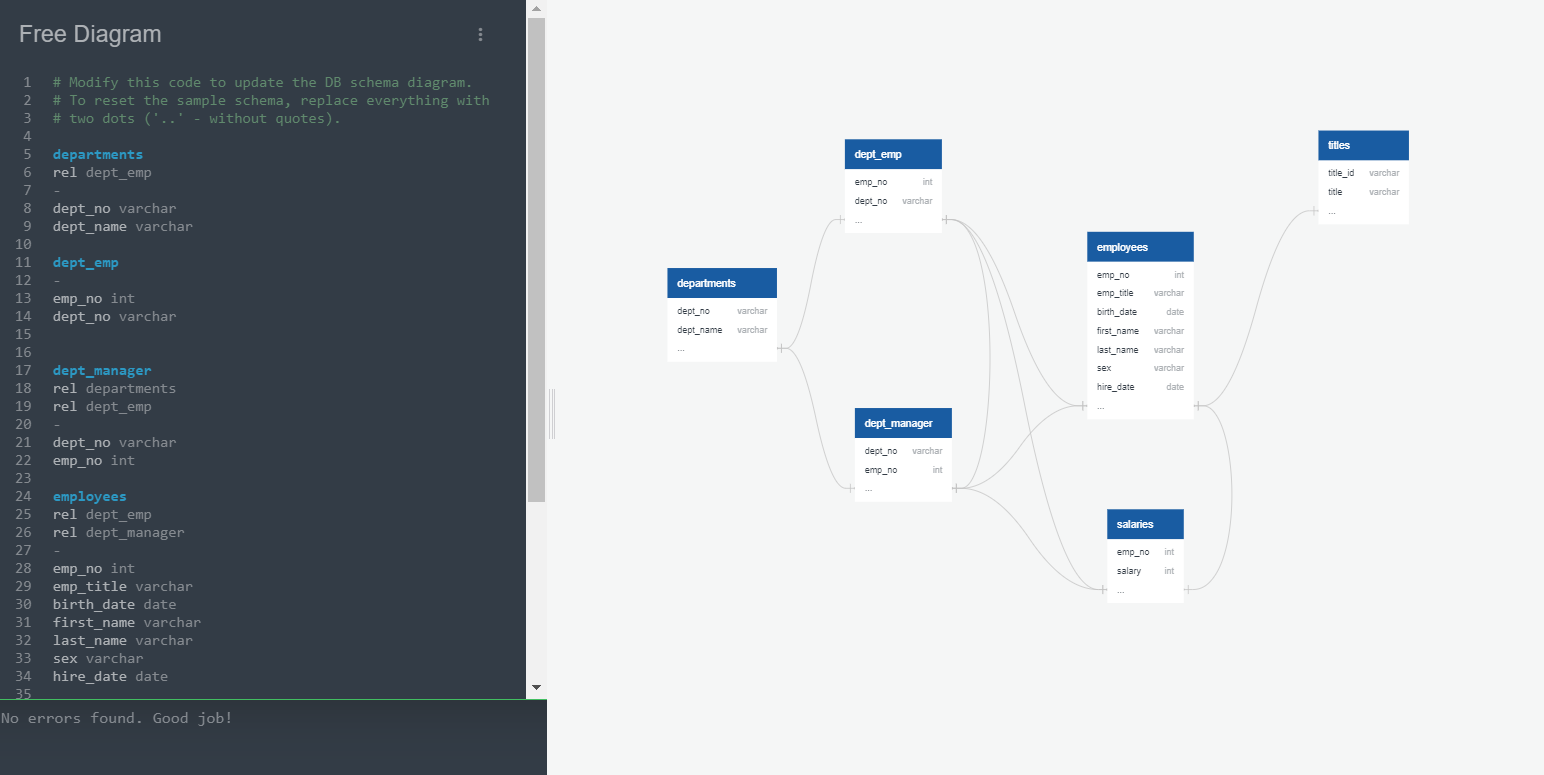 Free Diagram
1 # Modify this code to update the DB schema diagram.
2 # To reset the sample schema, replace everything with
3 # two dots ('..' - without quotes).
4
5 departments
6 rel dept_emp
7 -
8 dept_no varchar
9 dept_name varchar
10
11 dept_emp
12 -
13 emp_no int
14 dept_no varchar
15
16
17 dept_manager
18 rel departments
19 rel dept_emp
20 -
21 dept_no varchar
22 emp_no int
23
24 employees
25 rel dept_emp
26 rel dept_manager
27 -
28 emp_no int
29 emp_title varchar
30 birth_date date
31 first_name varchar
32 last_name varchar
33 sex varchar
34 hire_date date
35
No errors found. Good job!
departments
dept_no varchar
dept_name varchar
...
dept_emp
emp_no int
dept_no varchar
...
dept_manager
dept_no varchar
emp_no int
...
employees
emp_no int
emp_title varchar
birth_date date
first_name varchar
last_name varchar
sex varchar
hire_date date
...
salaries
emp_no int
salary int
...
titles
title_id varchar
title varchar
...